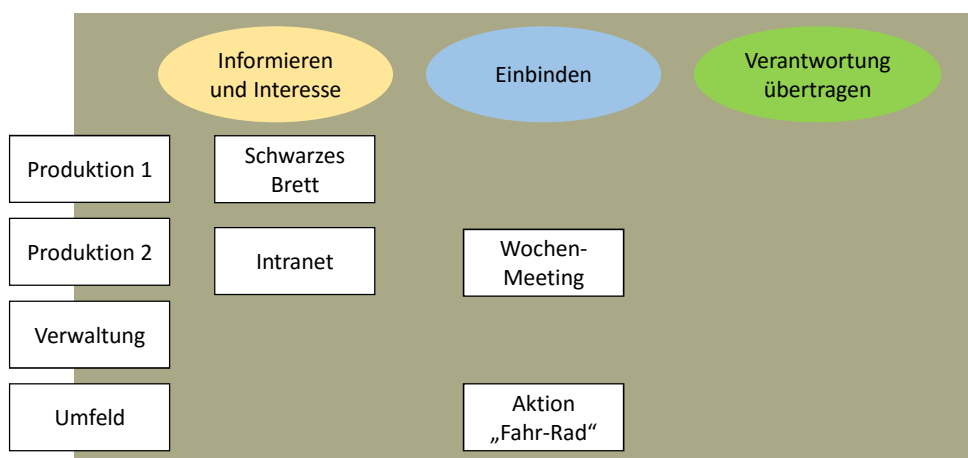 Informieren
und Interesse
Einbinden
Verantwortung
übertragen
Produktion 1
Schwarzes
Brett
Produktion 2
Intranet
Wochen-
Meeting
Verwaltung
Umfeld
Aktion
„Fahr-Rad“